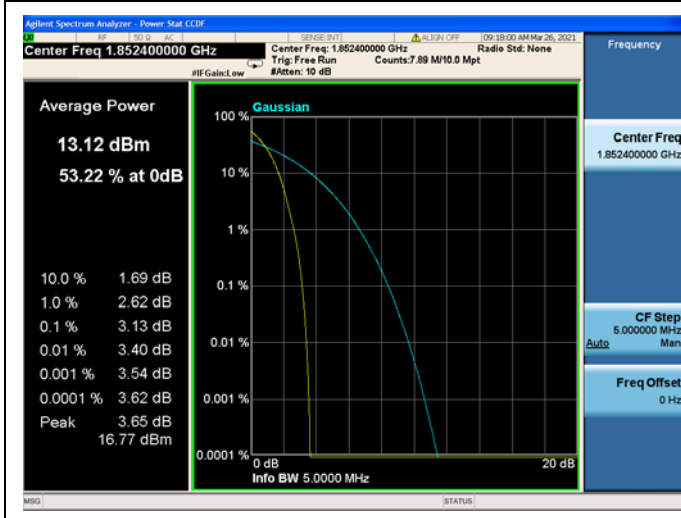 Agilent Spectrum Analyzer - Power Stat CCDF
RF 50 Ω AC SENSE:INT ALIGN OFF 09:18:00 AM Mar 26, 2021
Center Freq 1.852400000 GHz
Center Freq: 1.852400000 GHz Radio Std: None
Trig: Free Run Counts:7.89 M/10.0 Mpt
#IFGain:Low #Atten: 10 dB
Frequency
Average Power
13.12 dBm
53.22 % at 0dB
10.0 % 1.69 dB
1.0 % 2.62 dB
0.1 % 3.13 dB
0.01 % 3.40 dB
0.001 % 3.54 dB
0.0001 % 3.62 dB
Peak 3.65 dB
16.77 dBm
Gaussian
100 %
10 %
1 %
0.1 %
0.01 %
0.001 %
0.0001 %
0 dB 20 dB
Info BW 5.0000 MHz
Center Freq
1.852400000 GHz
CF Step
5.000000 MHz
Auto Man
Freq Offset
0 Hz
MSG STATUS